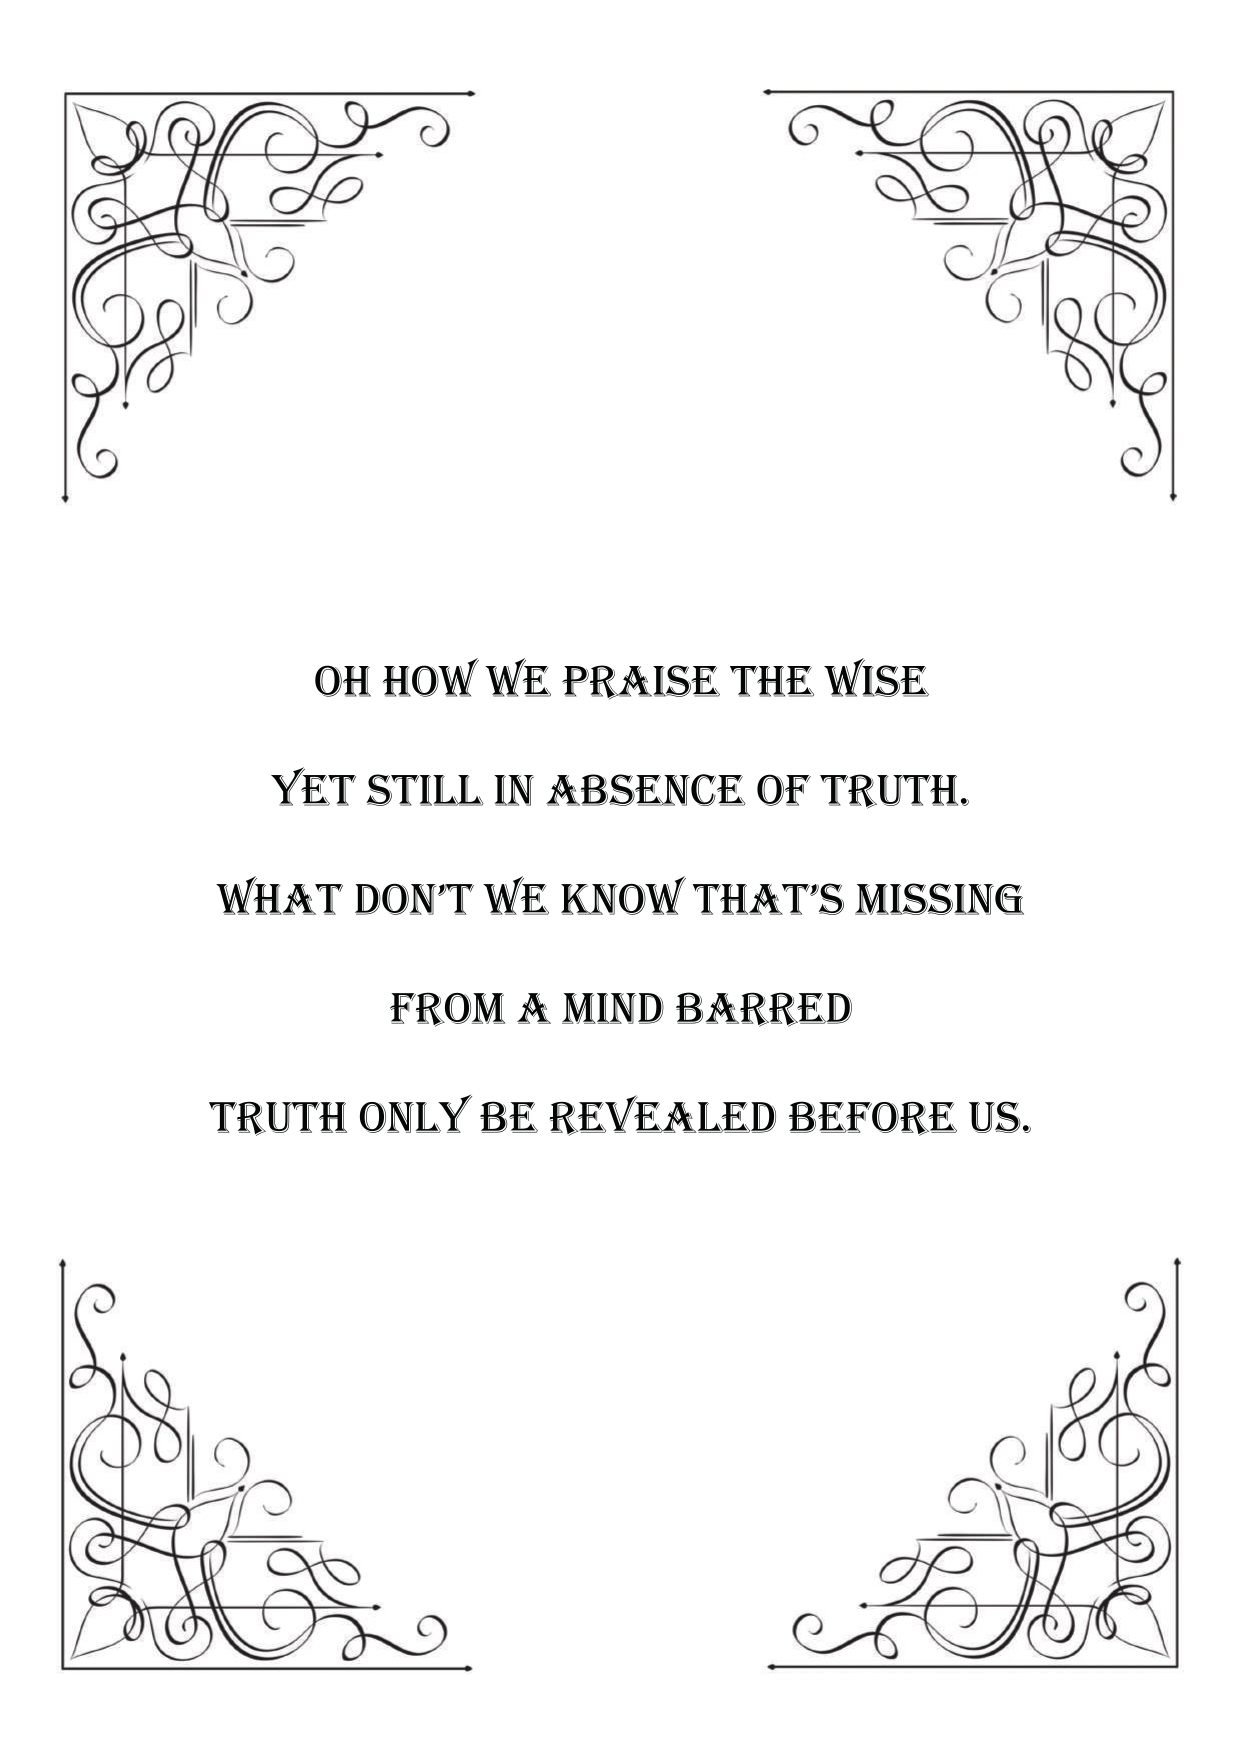 OH HOW WE PRAISE THE WISE
YET STILL IN ABSENCE OF TRUTH.
WHAT DON'T WE KNOW THAT'S MISSING
FROM A MIND BARRED
TRUTH ONLY BE REVEALED BEFORE US.